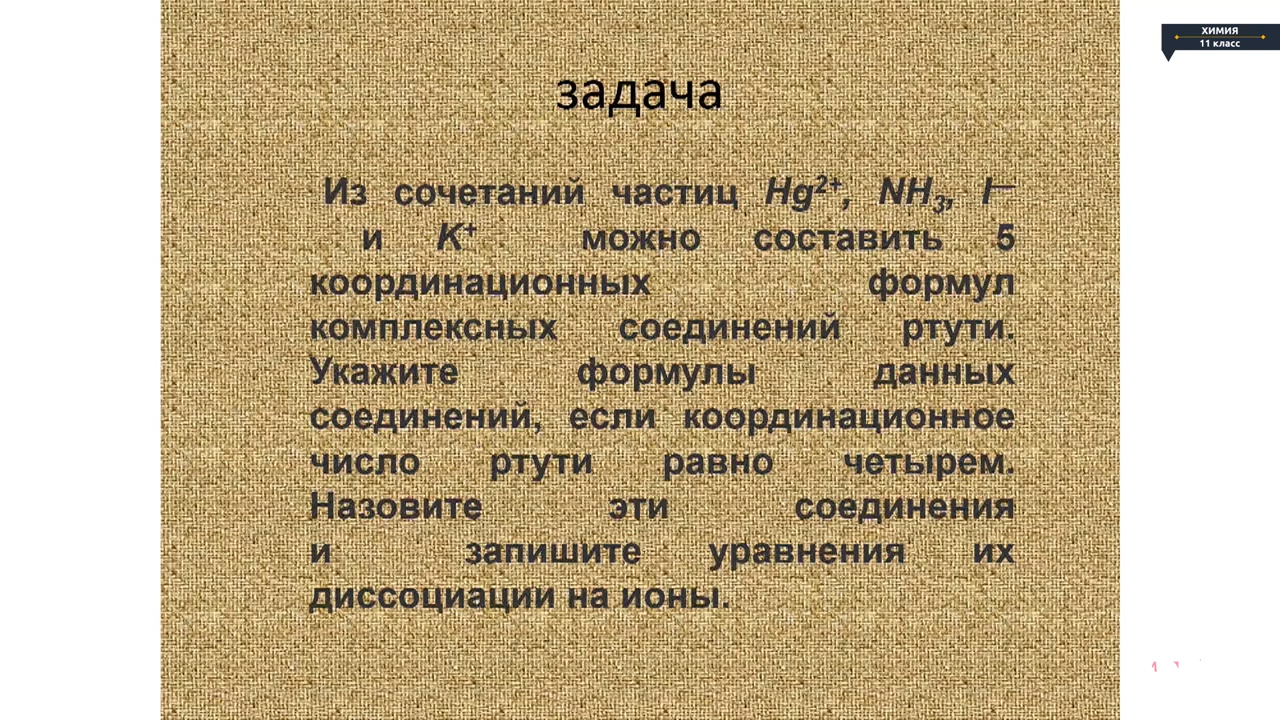 ХИМИЯ
11 класс
задача
Из сочетаний частиц Hg²⁺, NH₃, I—
и K⁺ можно составить 5
координационных формул
комплексных соединений ртути.
Укажите формулы данных
соединений, если координационное
число ртути равно четырем.
Назовите эти соединения
и запишите уравнения их
диссоциации на ионы.